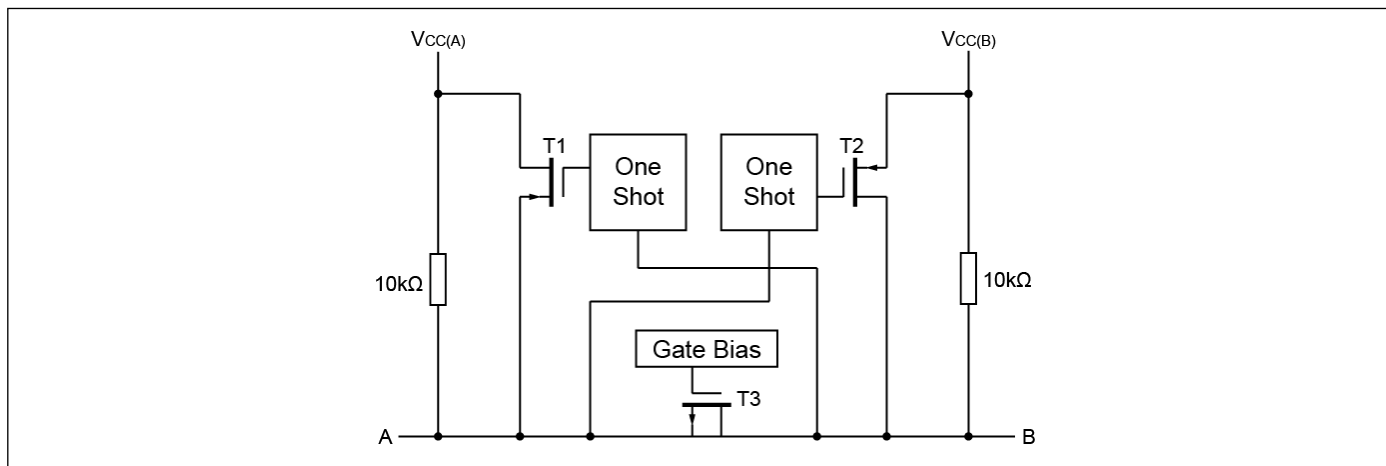 VCC(A)
VCC(B)
T1
One
Shot
One
Shot
T2
10kΩ
10kΩ
Gate Bias
T3
A
B